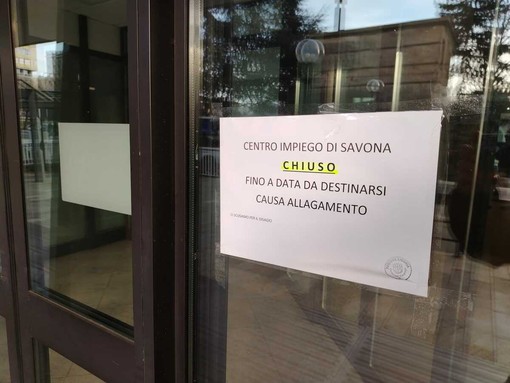 CENTRO IMPIEGO DI SAVONA
CHIUSO
FINO A DATA DA DESTINARSI
CAUSA ALLAGAMENTO